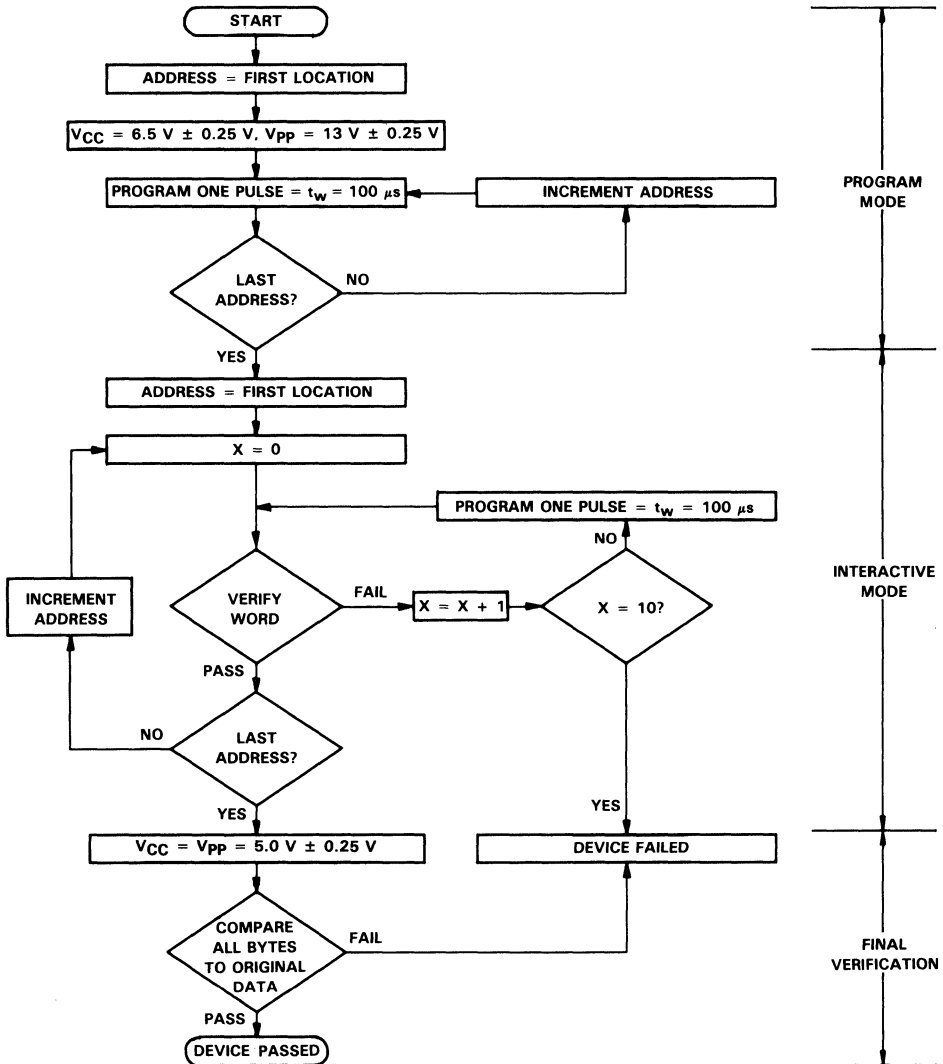 START
ADDRESS = FIRST LOCATION
VCC = 6.5 V ± 0.25 V, VPP = 13 V ± 0.25 V
PROGRAM ONE PULSE = tw = 100 μs
INCREMENT ADDRESS
PROGRAM
MODE
LAST
ADDRESS?
NO
YES
ADDRESS = FIRST LOCATION
X = 0
PROGRAM ONE PULSE = tw = 100 μs
NO
INCREMENT
ADDRESS
VERIFY
WORD
FAIL
X = X + 1
X = 10?
INTERACTIVE
MODE
PASS
NO
LAST
ADDRESS?
YES
YES
VCC = VPP = 5.0 V ± 0.25 V
DEVICE FAILED
COMPARE
ALL BYTES
TO ORIGINAL
DATA
FAIL
FINAL
VERIFICATION
PASS
DEVICE PASSED